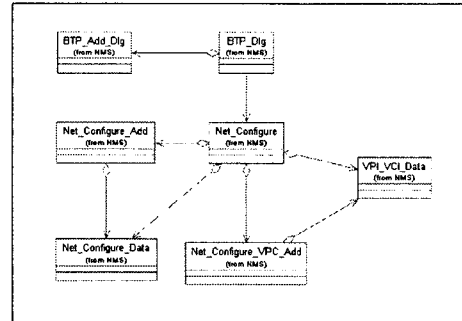 BTP_Add_Dlg
(from NMS)
BTP_Dlg
(from NMS)
Net_Configure_Add
(from NMS)
Net_Configure
(from NMS)
VPI_VCI_Data
(from NMS)
Net_Configure_Data
(from NMS)
Net_Configure_VPC_Add
(from NMS)